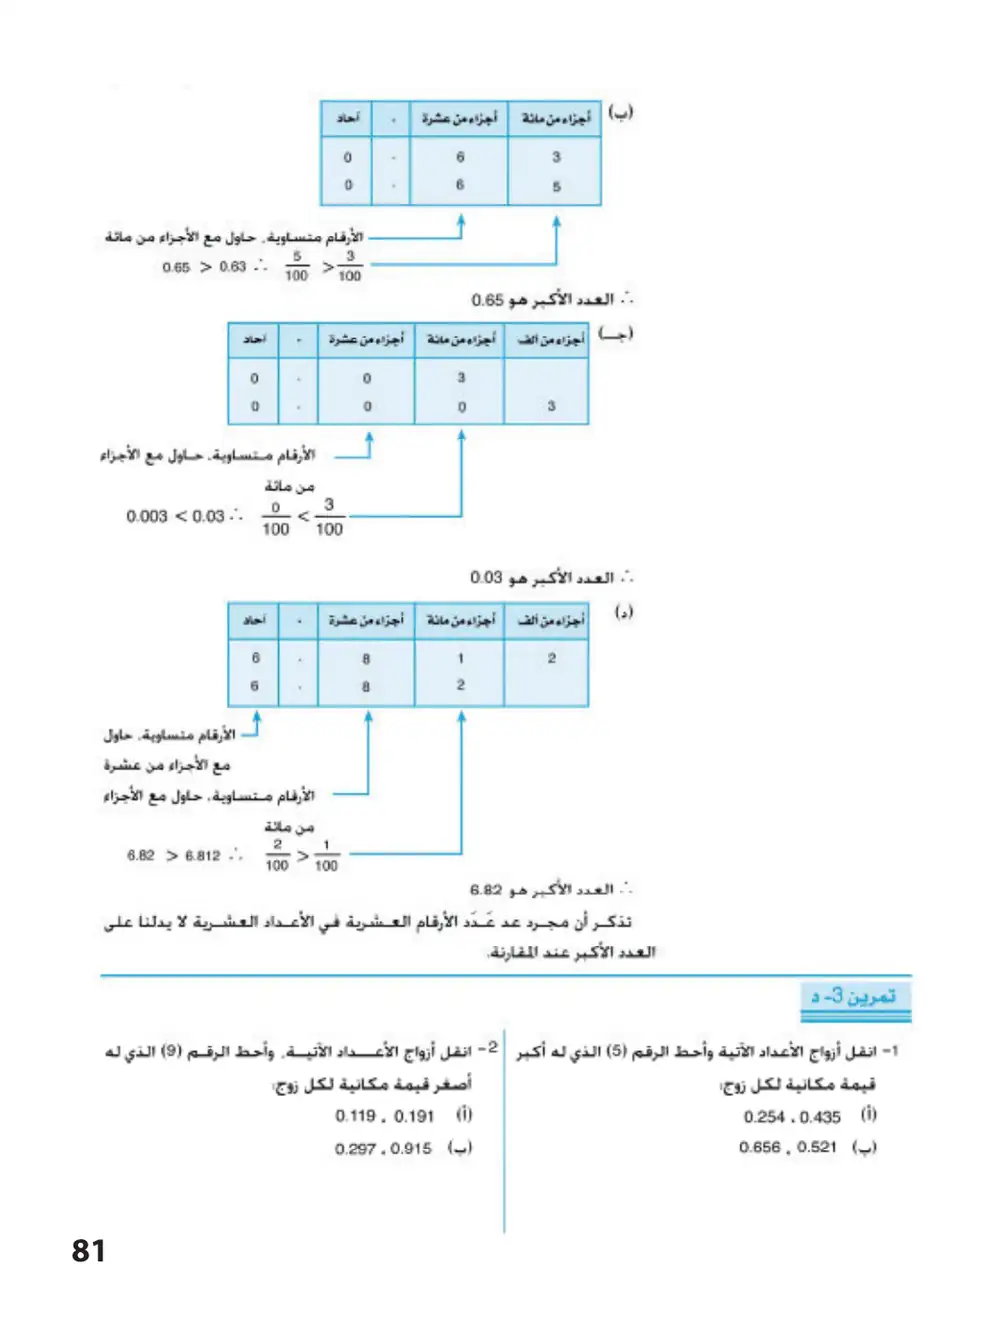 (ب)
أجزاء من مائة أجزاء من عشرة . آحاد
3 6 . 0
5 6 . 0
الأرقام متساوية، حاول مع الأجزاء من مائة
3/100 < 5/100 ∴ 0.63 < 0.65
∴ العدد الأكبر هو 0.65
(جـ)
أجزاء من ألف أجزاء من مائة أجزاء من عشرة . آحاد
3 0 . 0
3 0 0 . 0
الأرقام متساوية، حاول مع الأجزاء
من مائة
3/100 > 0/100 ∴ 0.03 > 0.003
∴ العدد الأكبر هو 0.03
(د)
أجزاء من ألف أجزاء من مائة أجزاء من عشرة . آحاد
2 1 8 . 6
2 8 . 6
الأرقام متساوية، حاول
مع الأجزاء من عشرة
الأرقام متساوية، حاول مع الأجزاء
من مائة
1/100 < 2/100 ∴ 6.812 < 6.82
∴ العدد الأكبر هو 6.82
تذكر أن مجرد عد عَدَد الأرقام العشرية في الأعداد العشرية لا يدلنا على
العدد الأكبر عند المقارنة.
تمرين 3- د
1- انقل أزواج الأعداد الآتية وأحط الرقم (5) الذي له أكبر
قيمة مكانية لكل زوج:
(أ) 0.435 ، 0.254
(ب) 0.521 ، 0.656
2- انقل أزواج الأعداد الآتية، وأحط الرقم (9) الذي له
أصغر قيمة مكانية لكل زوج:
(أ) 0.191 ، 0.119
(ب) 0.915 ، 0.297
81